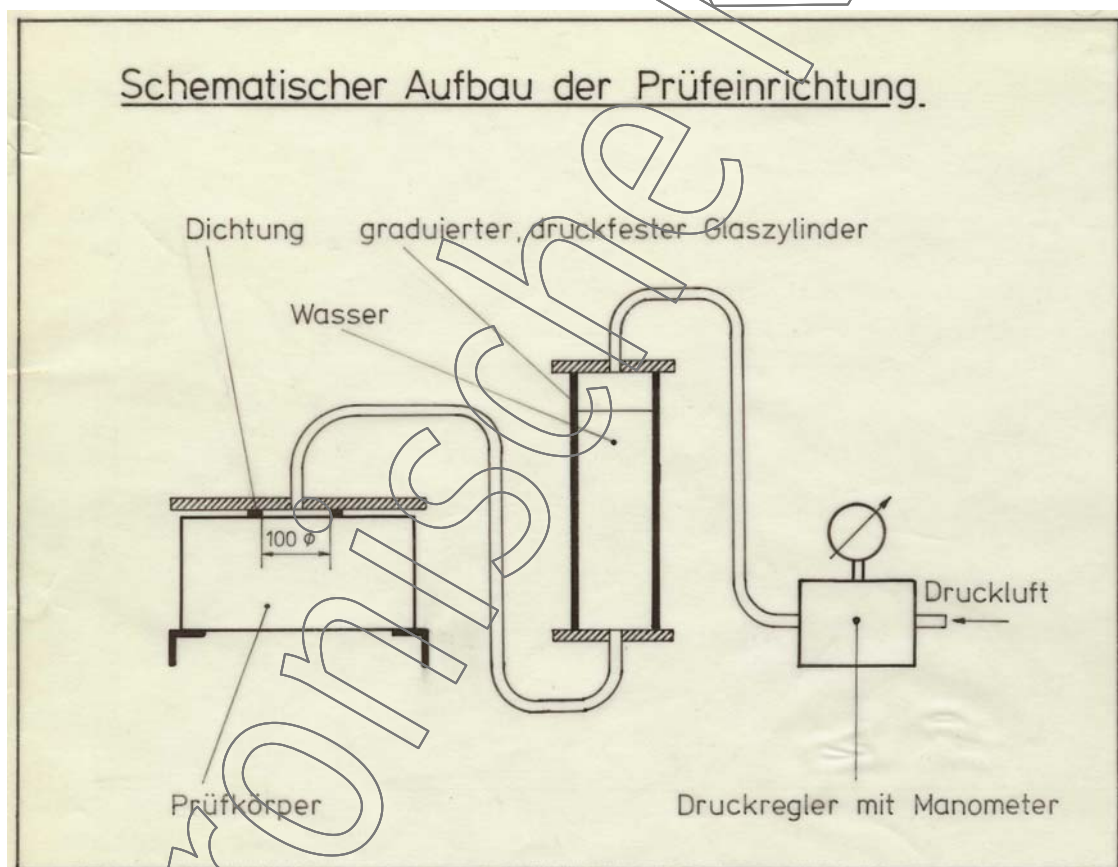 Schematischer Aufbau der Prüfeinrichtung.
Dichtung
graduierter, druckfester Glaszylinder
Wasser
100 ϕ
Druckluft
Prüfkörper
Druckregler mit Manometer